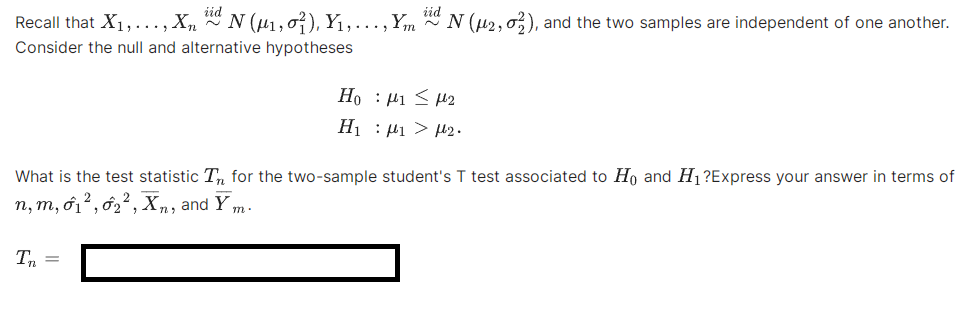 Recall that $X_1, \ldots, X_n \overset{iid}{\sim} N(\mu_1, \sigma_1^2), Y_1, \ldots, Y_m \overset{iid}{\sim} N(\mu_2, \sigma_2^2)$, and the two samples are independent of one another.
Consider the null and alternative hypotheses
$H_0 : \mu_1 \leq \mu_2$
$H_1 : \mu_1 > \mu_2.$
What is the test statistic $T_n$ for the two-sample student's T test associated to $H_0$ and $H_1$?Express your answer in terms of
$n, m, \hat{\sigma_1}^2, \hat{\sigma_2}^2, \overline{X}_n$, and $\overline{Y}_m$.
$T_n =$